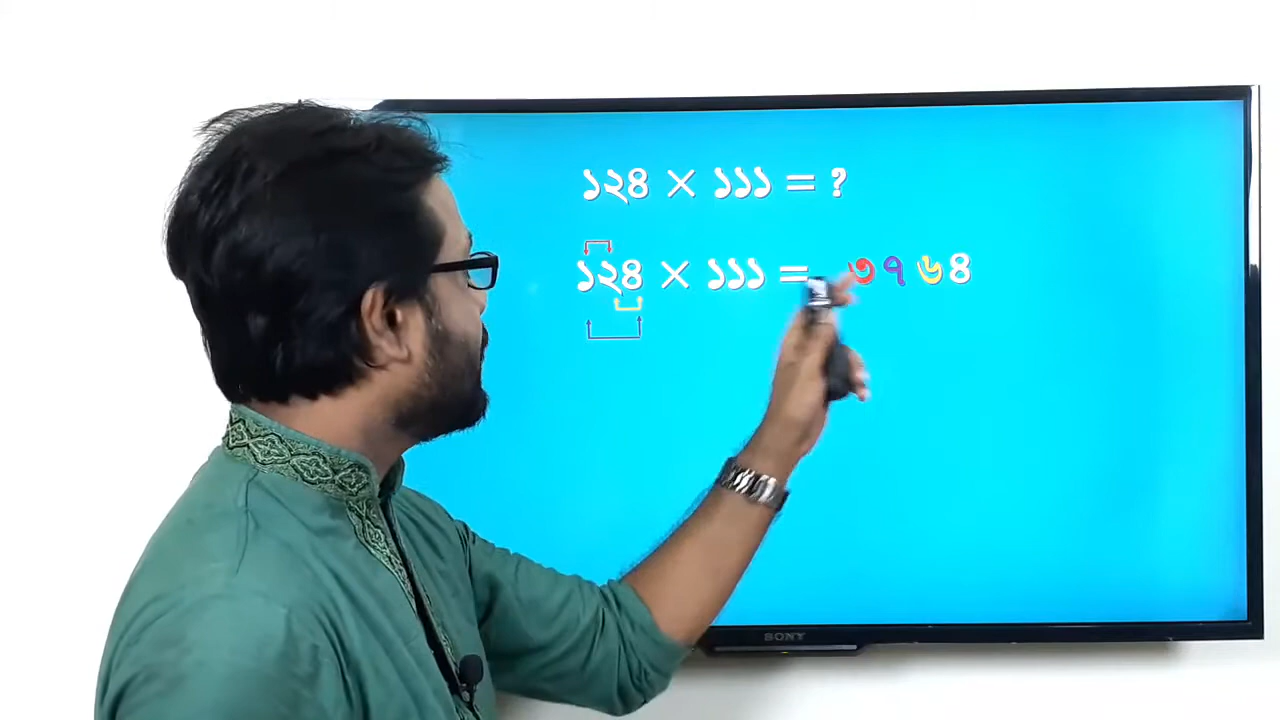 ১২৪ × ১১১ = ?
১২৪ × ১১১ = ৩৭৬৪
SONY